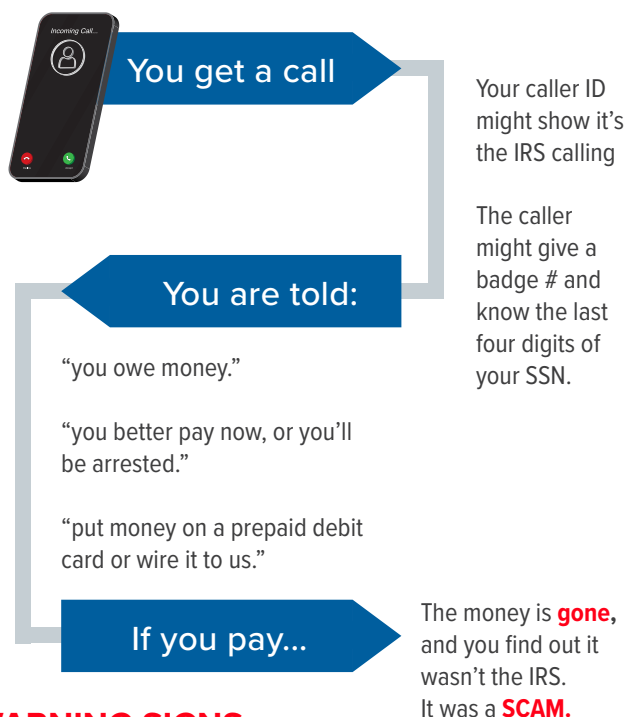 Incoming Call...
You get a call
Your caller ID
might show it's
the IRS calling
The caller
might give a
badge # and
know the last
four digits of
your SSN.
You are told:
“you owe money.”
“you better pay now, or you’ll
be arrested.”
“put money on a prepaid debit
card or wire it to us.”
If you pay...
The money is gone,
and you find out it
wasn’t the IRS.
It was a SCAM.